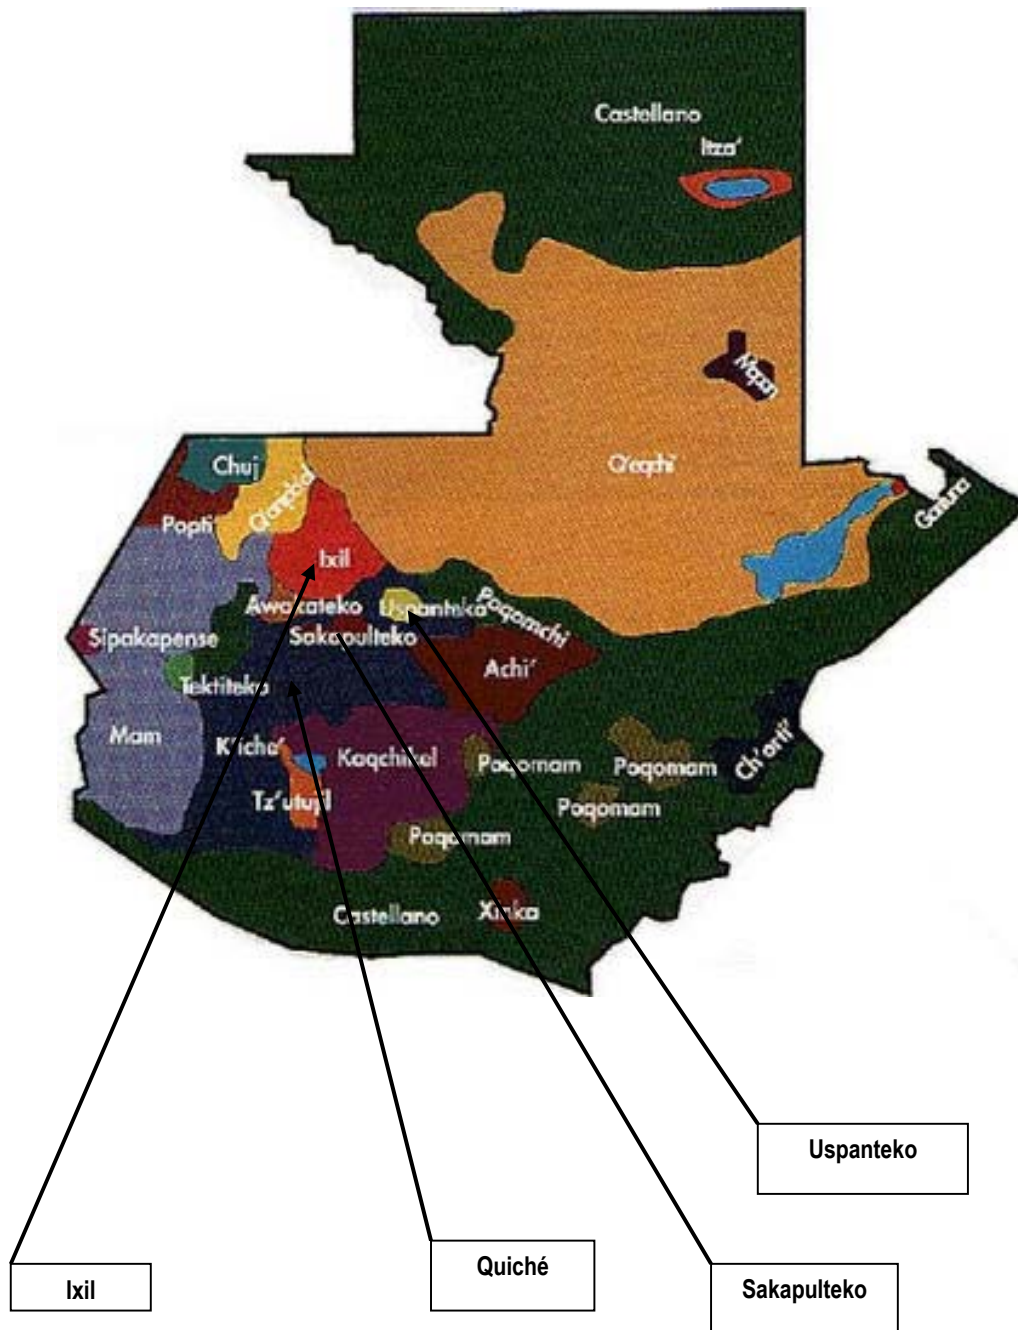 Castellano
Itza'
Mopan
Q'eqchi'
Chuj
Q'anjob'al
Garifuna
Popti'
Ixil
Awakateko
Uspanteka
Poqomchi
Sipakapense
Sakapulteko
Achi'
Tektiteko
Mam
K'iche'
Kaqchikel
Poqomam
Poqomam
Ch'orti'
Tz'utujil
Poqomam
Poqomam
Castellano
Xinka
Uspanteko
Quiché
Ixil
Sakapulteko